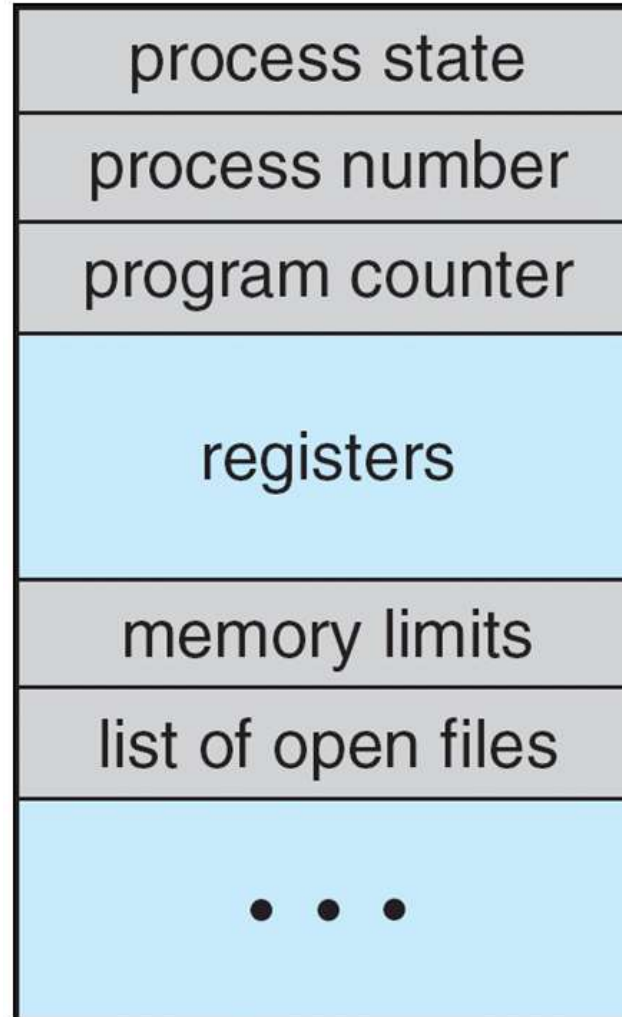 process state
process number
program counter
registers
memory limits
list of open files
• • •